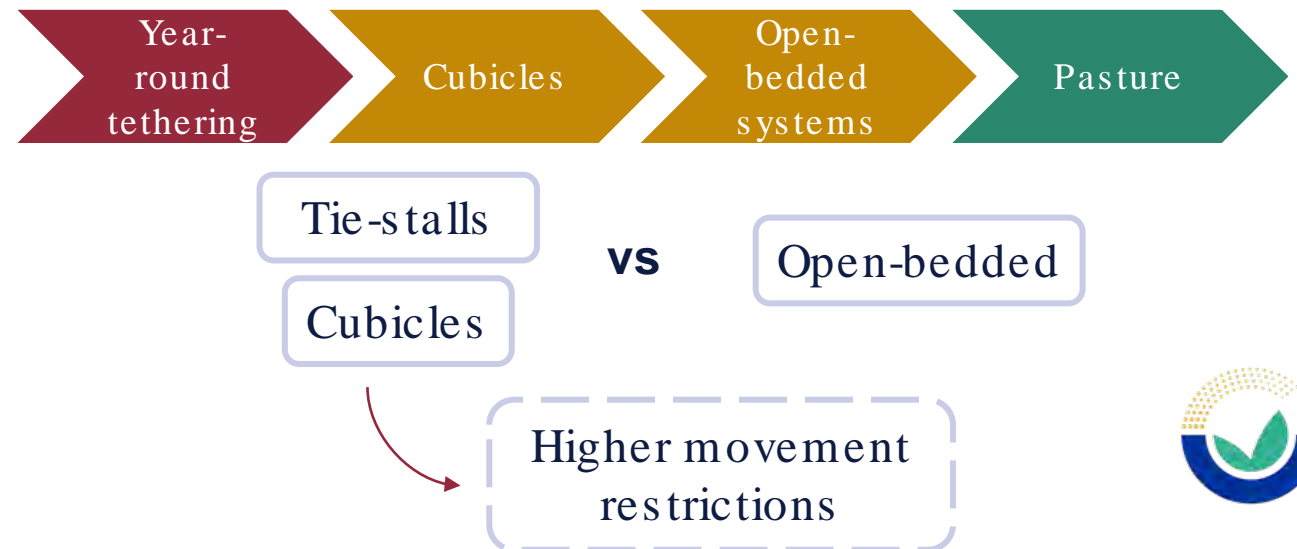 Year-
round
tethering
Cubicles
Open-
bedded
systems
Pasture
Tie-stalls
Cubicles
vs
Open-bedded
Higher movement
restrictions